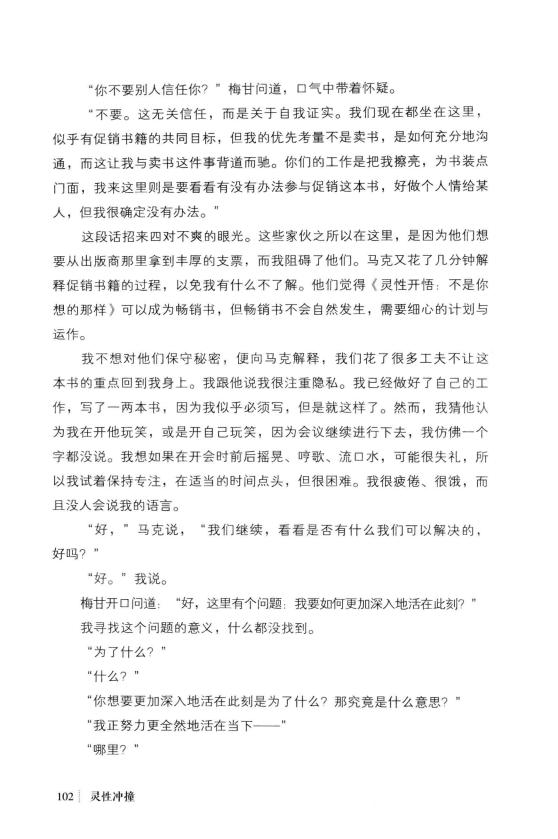 “你不要别人信任你？”梅甘问道，口气中带着怀疑。
“不要。这无关信任，而是关于自我证实。我们现在都坐在这里，
似乎有促销书籍的共同目标，但我的优先考量不是卖书，是如何充分地沟
通，而这让我与卖书这件事背道而驰。你们的工作是把我擦亮，为书装点
门面，我来这里则是要看看有没有办法参与促销这本书，好做个人情给某
人，但我很确定没有办法。”
这段话招来四对不爽的眼光。这些家伙之所以在这里，是因为他们想
要从出版商那里拿到丰厚的支票，而我阻碍了他们。马克又花了几分钟解
释促销书籍的过程，以免我有什么不了解。他们觉得《灵性开悟：不是你
想的那样》可以成为畅销书，但畅销书不会自然发生，需要细心的计划与
运作。
我不想对他们保守秘密，便向马克解释，我们花了很多工夫不让这
本书的重点回到我身上。我跟他说我很注重隐私。我已经做好了自己的工
作，写了一两本书，因为我似乎必须写，但是就这样了。然而，我猜他认
为我在开他玩笑，或是开自己玩笑，因为会议继续进行下去，我仿佛一个
字都没说。我想如果在开会时前后摇晃、哼歌、流口水，可能很失礼，所
以我试着保持专注，在适当的时间点头，但很困难。我很疲倦、很饿，而
且没人会说我的语言。
“好，”马克说，“我们继续，看看是否有什么我们可以解决的，
好吗？”
“好。”我说。
梅甘开口问道：“好，这里有个问题：我要如何更加深入地活在此刻？”
我寻找这个问题的意义，什么都没找到。
“为了什么？”
“什么？”
“你想要更加深入地活在此刻是为了什么？那究竟是什么意思？”
“我正努力更全然地活在当下——”
“哪里？”
102 灵性冲撞